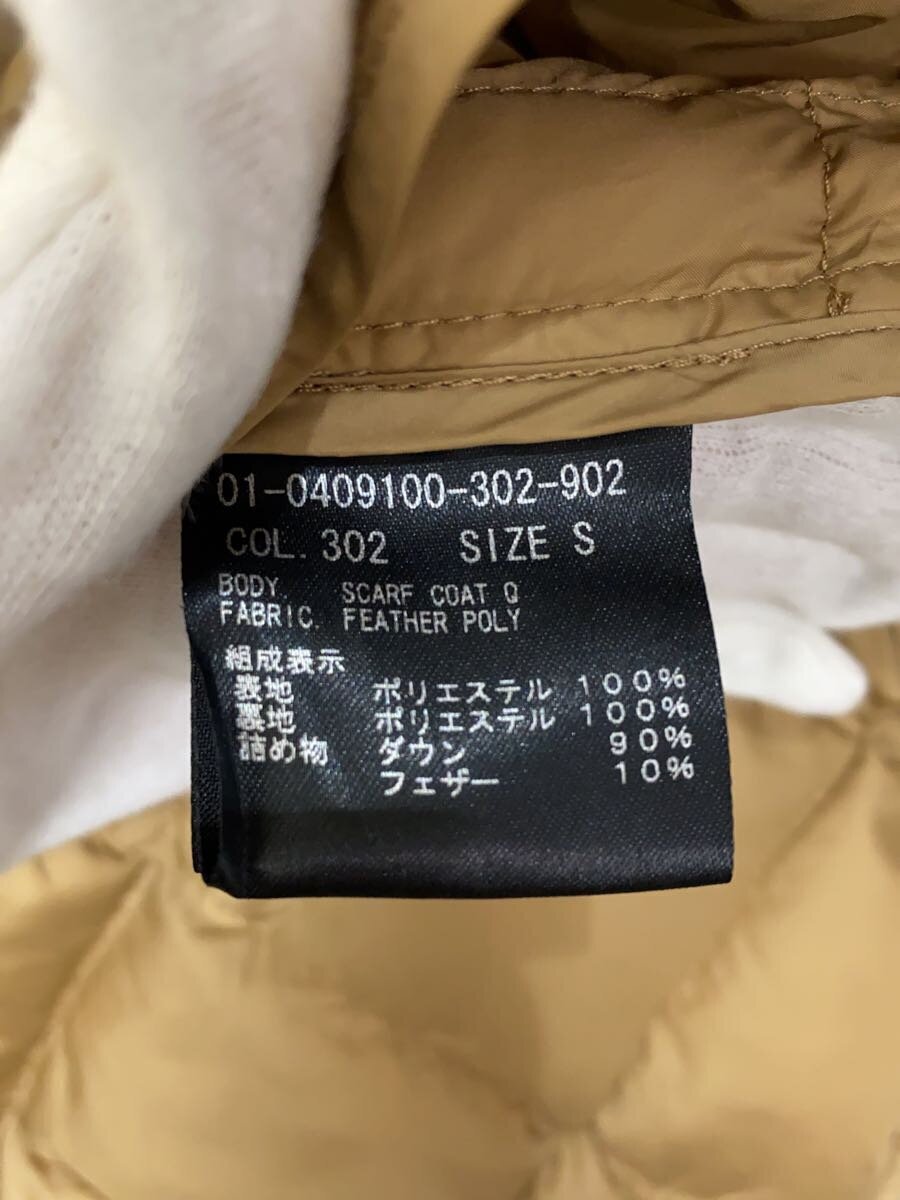 01-0409100-302-902
COL. 302 SIZE S
BODY. SCARF COAT Q
FABRIC. FEATHER POLY
組成表示
表地 ポリエステル 100%
裏地 ポリエステル 100%
詰め物 ダウン 90%
フェザー 10%